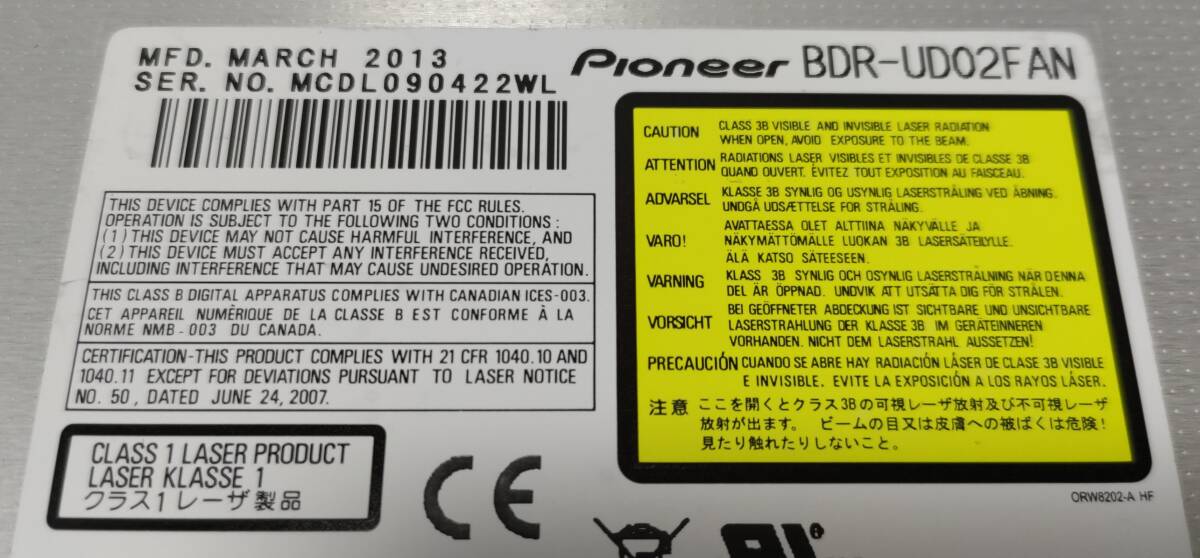 MFD. MARCH 2013
SER. NO. MCDL090422WL
Pioneer BDR-UD02FAN
THIS DEVICE COMPLIES WITH PART 15 OF THE FCC RULES.
OPERATION IS SUBJECT TO THE FOLLOWING TWO CONDITIONS :
(1) THIS DEVICE MAY NOT CAUSE HARMFUL INTERFERENCE, AND
(2) THIS DEVICE MUST ACCEPT ANY INTERFERENCE RECEIVED,
INCLUDING INTERFERENCE THAT MAY CAUSE UNDESIRED OPERATION.
THIS CLASS B DIGITAL APPARATUS COMPLIES WITH CANADIAN ICES-003.
CET APPAREIL NUMÉRIQUE DE LA CLASSE B EST CONFORME À LA
NORME NMB-003 DU CANADA.
CERTIFICATION-THIS PRODUCT COMPLIES WITH 21 CFR 1040.10 AND
1040.11 EXCEPT FOR DEVIATIONS PURSUANT TO LASER NOTICE
NO. 50, DATED JUNE 24, 2007.
CLASS 1 LASER PRODUCT
LASER KLASSE 1
クラス1 レーザ製品
CE
CAUTION CLASS 3B VISIBLE AND INVISIBLE LASER RADIATION
WHEN OPEN, AVOID EXPOSURE TO THE BEAM.
ATTENTION RADIATIONS LASER VISIBLES ET INVISIBLES DE CLASSE 3B
QUAND OUVERT. ÉVITEZ TOUT EXPOSITION AU FAISCEAU.
ADVARSEL KLASSE 3B SYNLIG OG USYNLIG LASERSTRÅLING VED ÅBNING.
UNDGÅ UDSÆTTELSE FOR STRÅLING.
VARO! AVATTAESSA OLET ALTTIINA NÄKYVÄLLE JA
NÄKYMÄTTÖMÄLLE LUOKAN 3B LASERSÄTEILYLLE.
ÄLÄ KATSO SÄTEESEEN.
VARNING KLASS 3B SYNLIG OCH OSYNLIG LASERSTRÅLNING NÄR DENNA
DEL ÄR ÖPPNAD. UNDVIK ATT UTSÄTTA DIG FÖR STRÅLEN.
VORSICHT BEI GEÖFFNETER ABDECKUNG IST SICHTBARE UND UNSICHTBARE
LASERSTRAHLUNG DER KLASSE 3B IM GERÄTEINNEREN
VORHANDEN. NICHT DEM LASERSTRAHL AUSSETZEN!
PRECAUCIÓN CUANDO SE ABRE HAY RADIACIÓN LÁSER DE CLASE 3B VISIBLE
E INVISIBLE. EVITE LA EXPOSICIÓN A LOS RAYOS LÁSER.
注意 ここを開くとクラス3Bの可視レーザ放射及び不可視レーザ
放射が出ます。 ビームの目又は皮膚への被ばくは危険!
見たり触れたりしないこと。
ORW8202-A HF